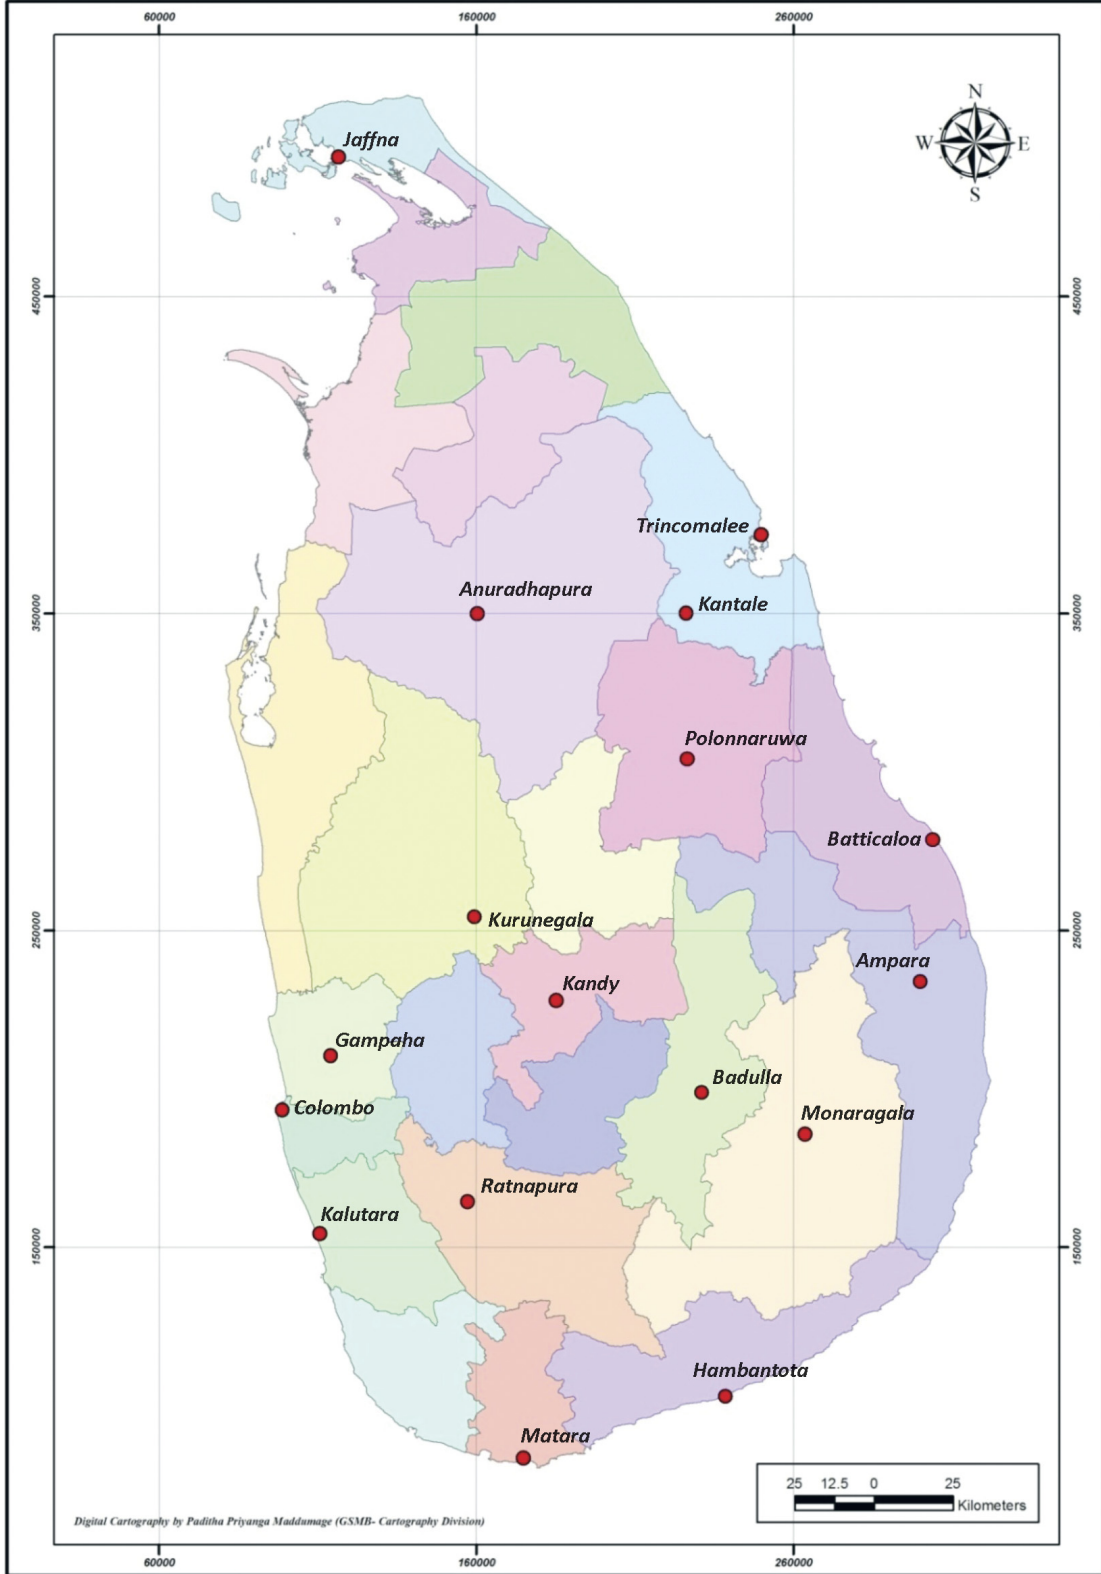 60000 160000 260000
N
W E
S
Jaffna
450000 450000
Trincomalee
Anuradhapura
Kantale
350000 350000
Polonnaruwa
Batticaloa
Kurunegala
250000 250000
Ampara
Kandy
Gampaha
Badulla
Colombo
Monaragala
Ratnapura
Kalutara
150000 150000
Hambantota
Matara
25 12.5 0 25
Kilometers
Digital Cartography by Paditha Priyanga Maddumage (GSMB- Cartography Division)
60000 160000 260000